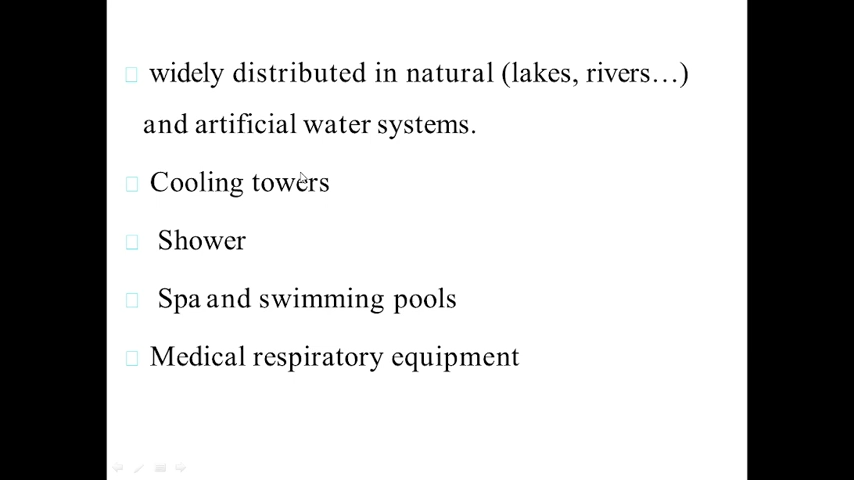 widely distributed in natural (lakes, rivers…)
and artificial water systems.
Cooling towers
Shower
Spa and swimming pools
Medical respiratory equipment